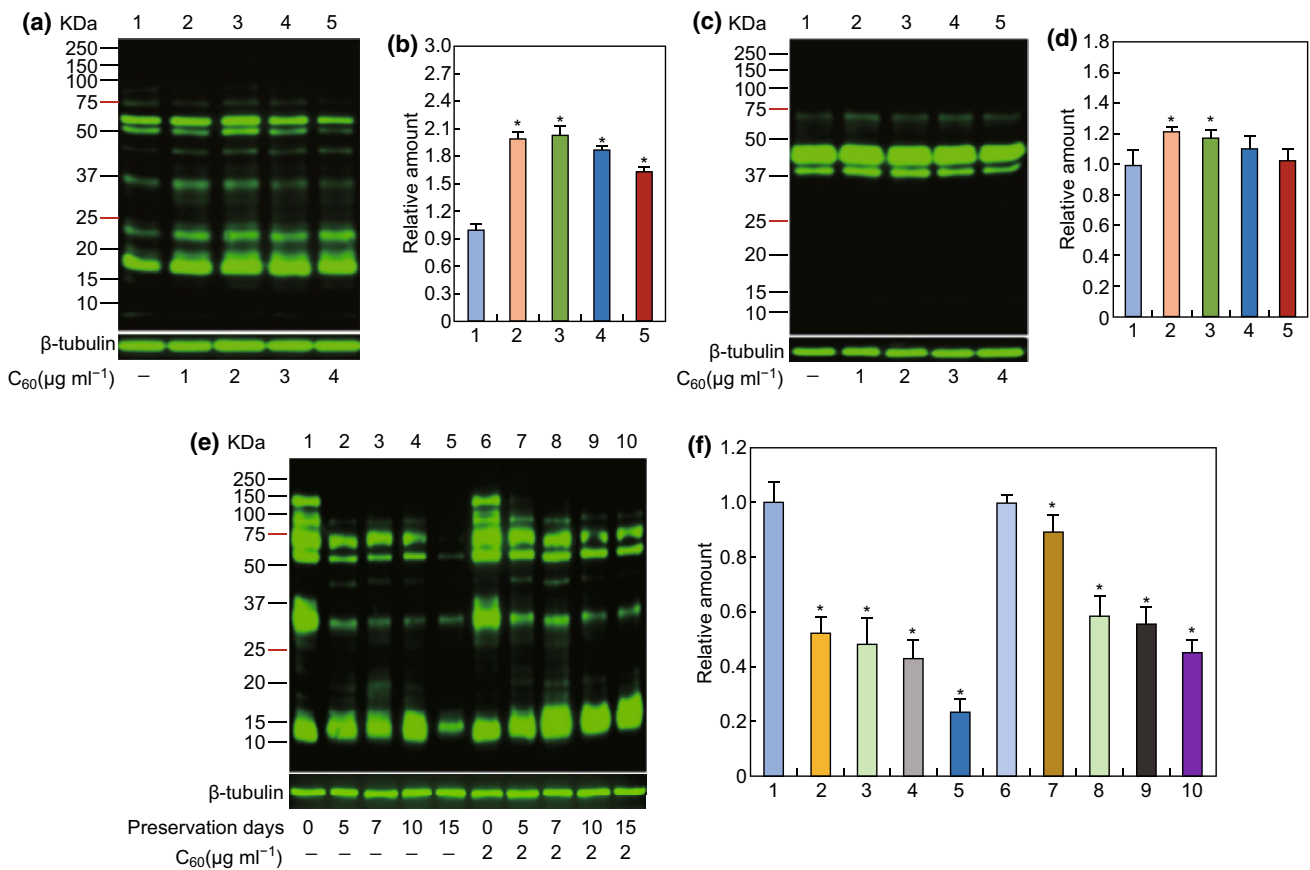 (a) KDa 1 2 3 4 5
250
150
100
75
50
37
25
20
15
10
β-tubulin
C60(µg ml−1) – 1 2 3 4
(b)
Relative amount
3.0
2.7
2.4
2.1
1.8
1.5
1.2
0.9
0.6
0.3
0
* * * *
1 2 3 4 5
(c) KDa 1 2 3 4 5
250
150
100
75
50
37
25
20
15
10
β-tubulin
C60(µg ml−1) – 1 2 3 4
(d)
Relative amount
1.8
1.6
1.4
1.2
1.0
0.8
0.6
0.4
0.2
0
* *
1 2 3 4 5
(e) KDa 1 2 3 4 5 6 7 8 9 10
250
150
100
75
50
37
25
20
15
10
β-tubulin
Preservation days 0 5 7 10 15 0 5 7 10 15
C60(µg ml−1) – – – – – 2 2 2 2 2
(f)
Relative amount
1.2
1.0
0.8
0.6
0.4
0.2
0
* * * * * * * *
1 2 3 4 5 6 7 8 9 10